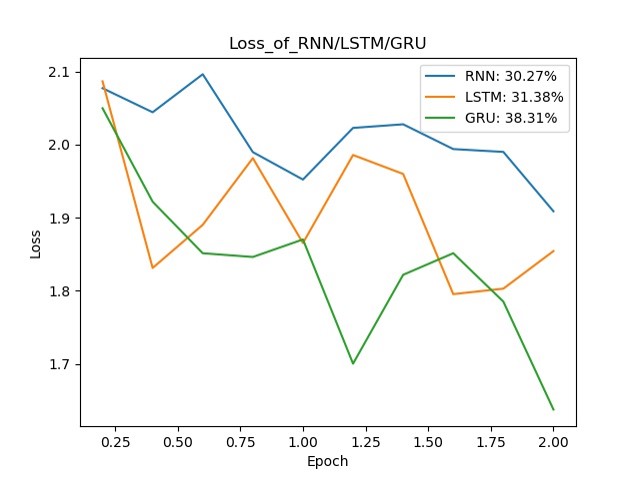 Loss_of_RNN/LSTM/GRU
RNN: 30.27%
LSTM: 31.38%
GRU: 38.31%
2.1
2.0
1.9
1.8
1.7
Loss
0.25 0.50 0.75 1.00 1.25 1.50 1.75 2.00
Epoch